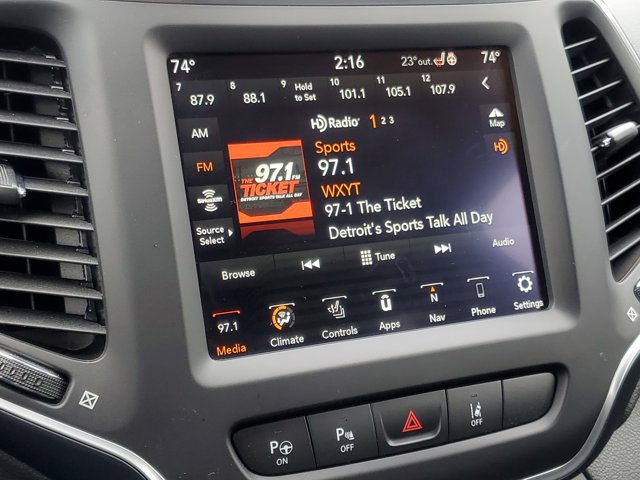 74°
2:16
23°out.
74°
7
87.9
8
88.1
9
Hold to Set
10
101.1
11
105.1
12
107.9
AM
FM
siriusxm
Source Select
HD Radio
1 2 3
Map
HD
THE
97.1 FM
TICKET
DETROIT SPORTS TALK ALL DAY
Sports
97.1
WXYT
97-1 The Ticket
Detroit's Sports Talk All Day
Browse
Tune
Audio
97.1
Media
Climate
Controls
Apps
N
Nav
Phone
Settings
P
ON
P
OFF
OFF